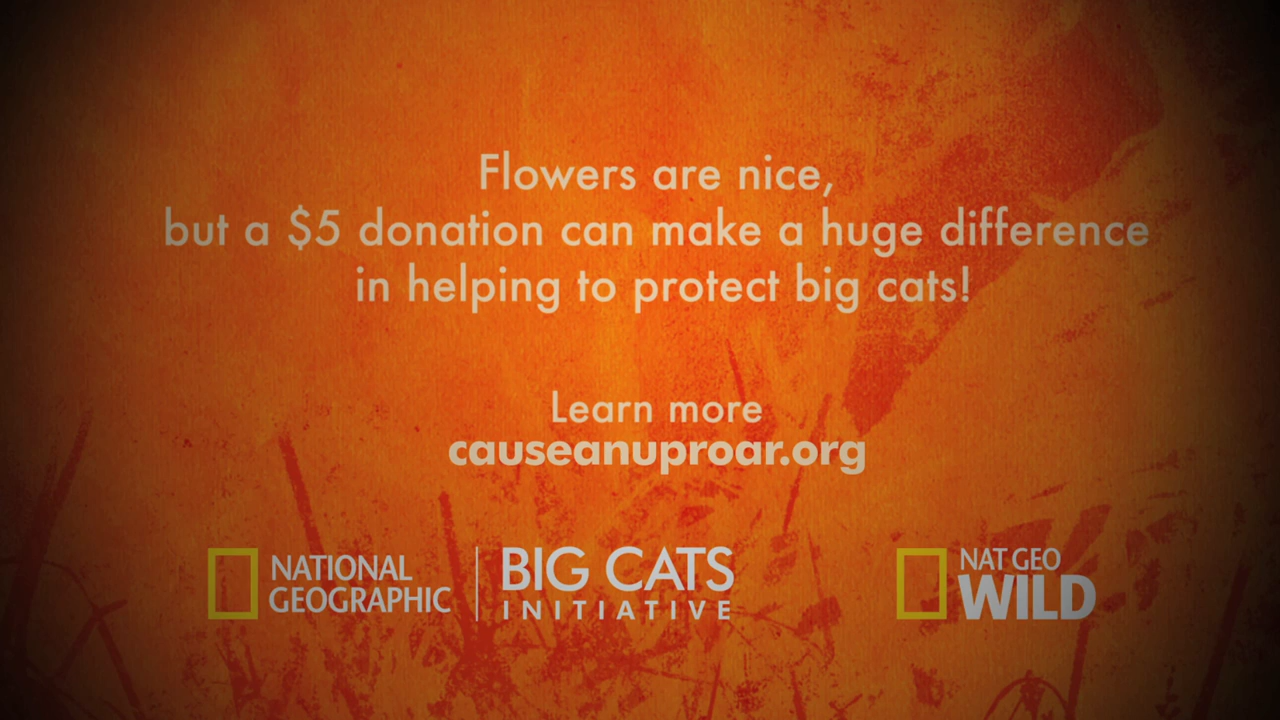 Flowers are nice,
but a $5 donation can make a huge difference
in helping to protect big cats!
Learn more
causeanuproar.org
NATIONAL
GEOGRAPHIC
BIG CATS
INITIATIVE
NAT GEO
WILD